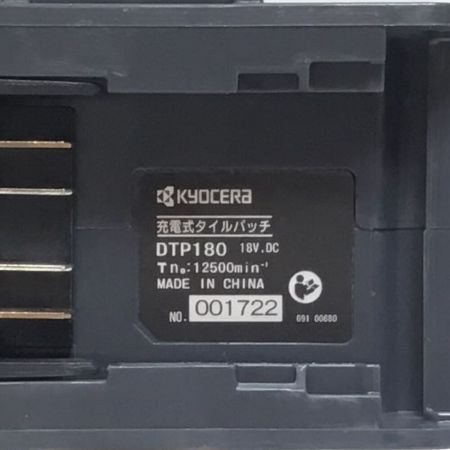 KYOCERA
充電式タイルパッチ
DTP180 18V.DC
Tn₀:12500min⁻¹
MADE IN CHINA
NO. 001722
691 00680